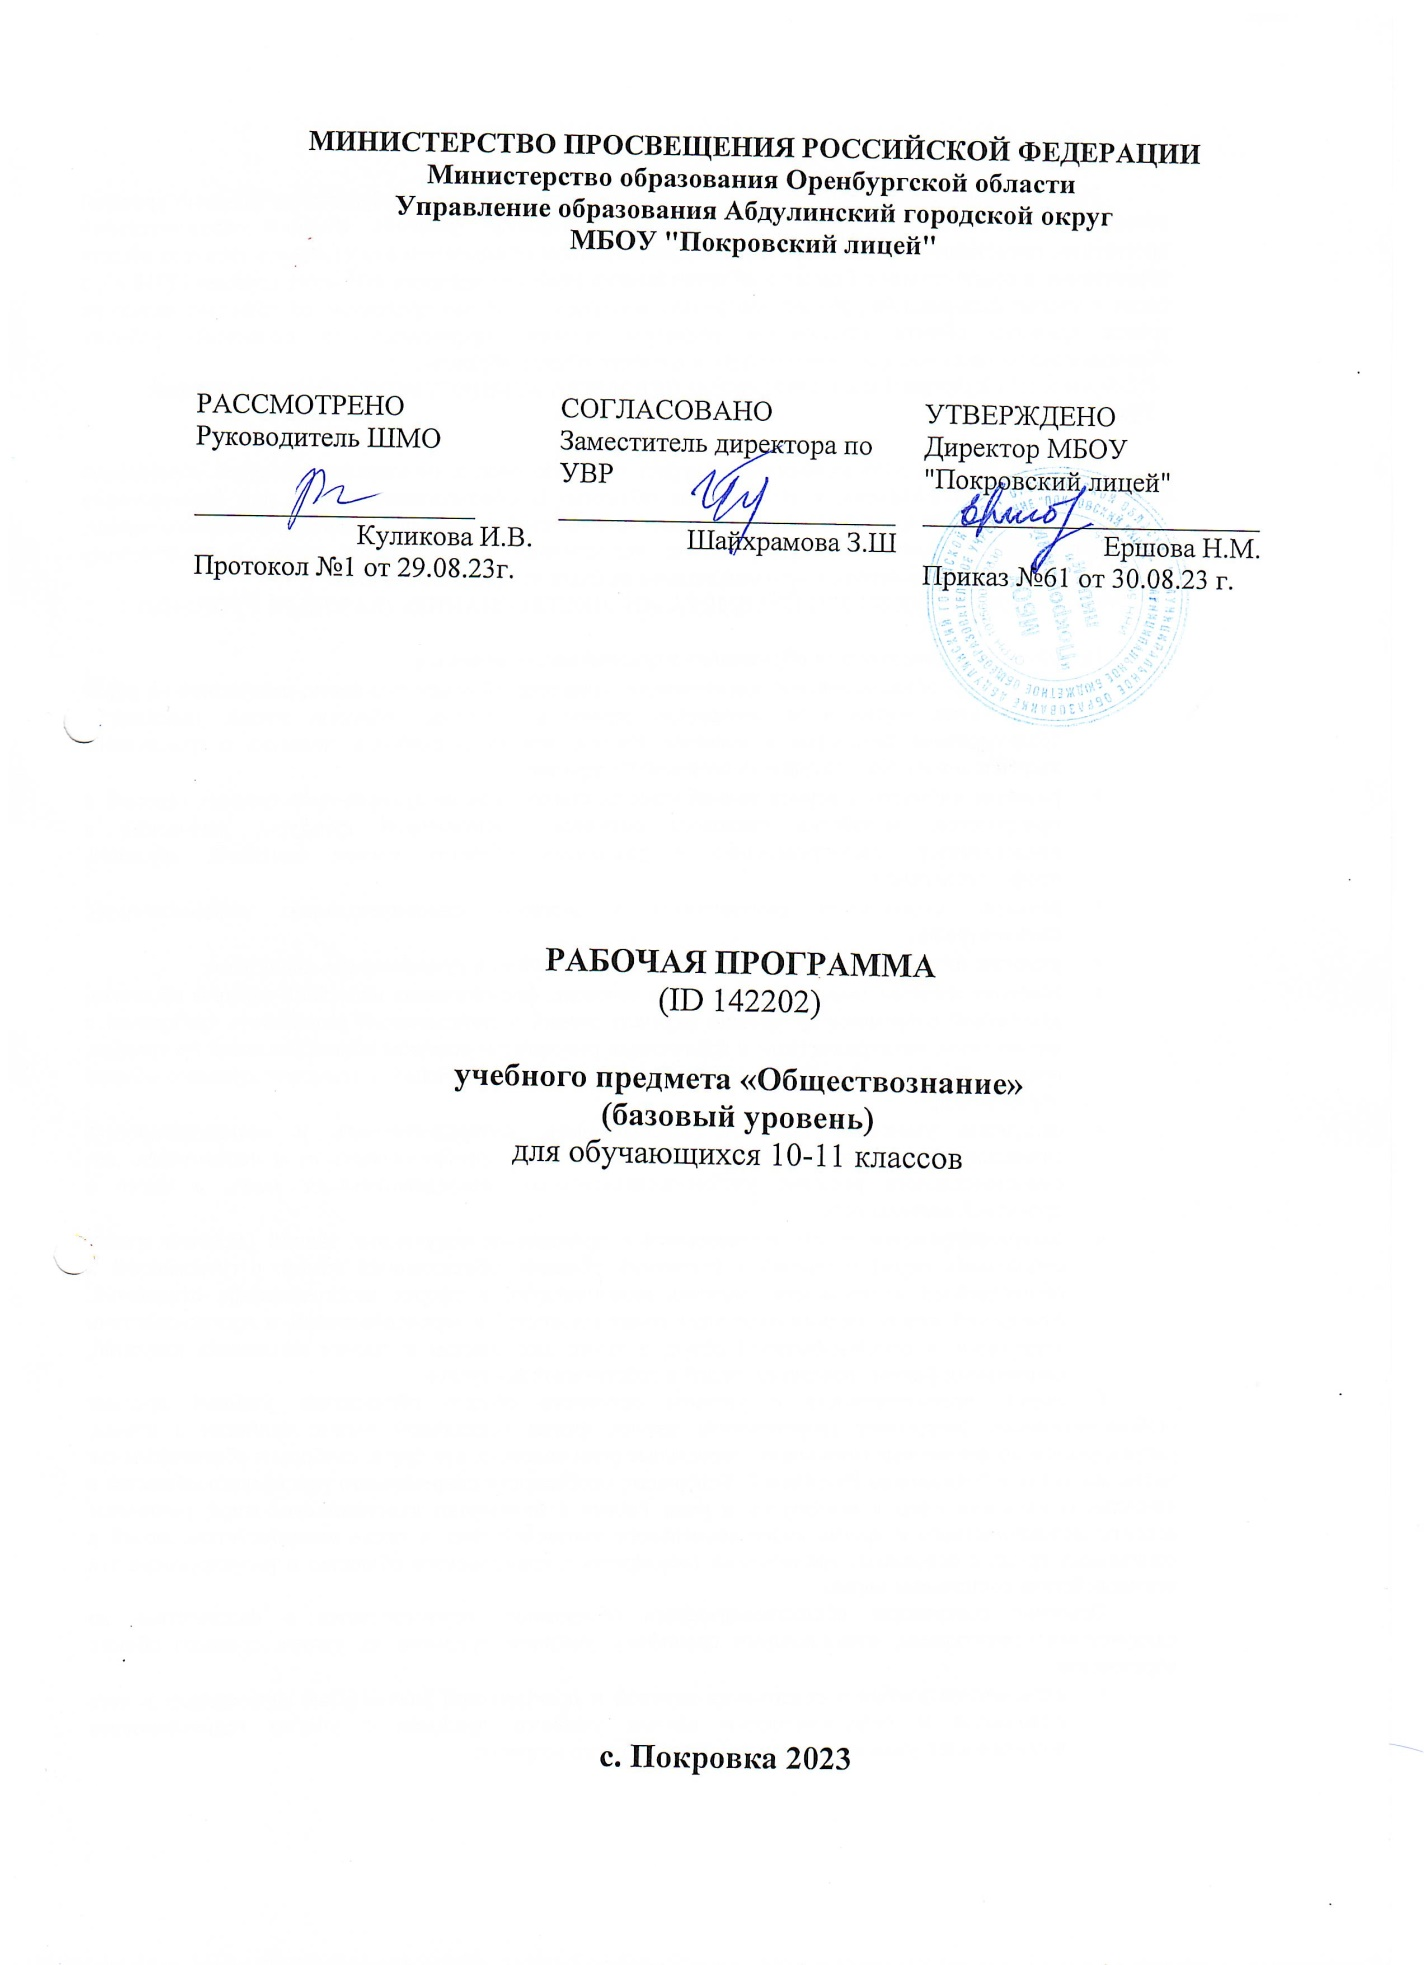 МИНИСТЕРСТВО ПРОСВЕЩЕНИЯ РОССИЙСКОЙ ФЕДЕРАЦИИ
Министерство образования Оренбургской области
Управление образования Абдулинский городской округ
МБОУ "Покровский лицей"
РАССМОТРЕНО
Руководитель ШМО
Куликова И.В.
Протокол №1 от 29.08.23г.
СОГЛАСОВАНО
Заместитель директора по
УВР
Шайхрамова З.Ш
УТВЕРЖДЕНО
Директор МБОУ
"Покровский лицей"
Ершова Н.М.
Приказ №61 от 30.08.23 г.
РАБОЧАЯ ПРОГРАММА
(ID 142202)
учебного предмета «Обществознание»
(базовый уровень)
для обучающихся 10-11 классов
с. Покровка 2023